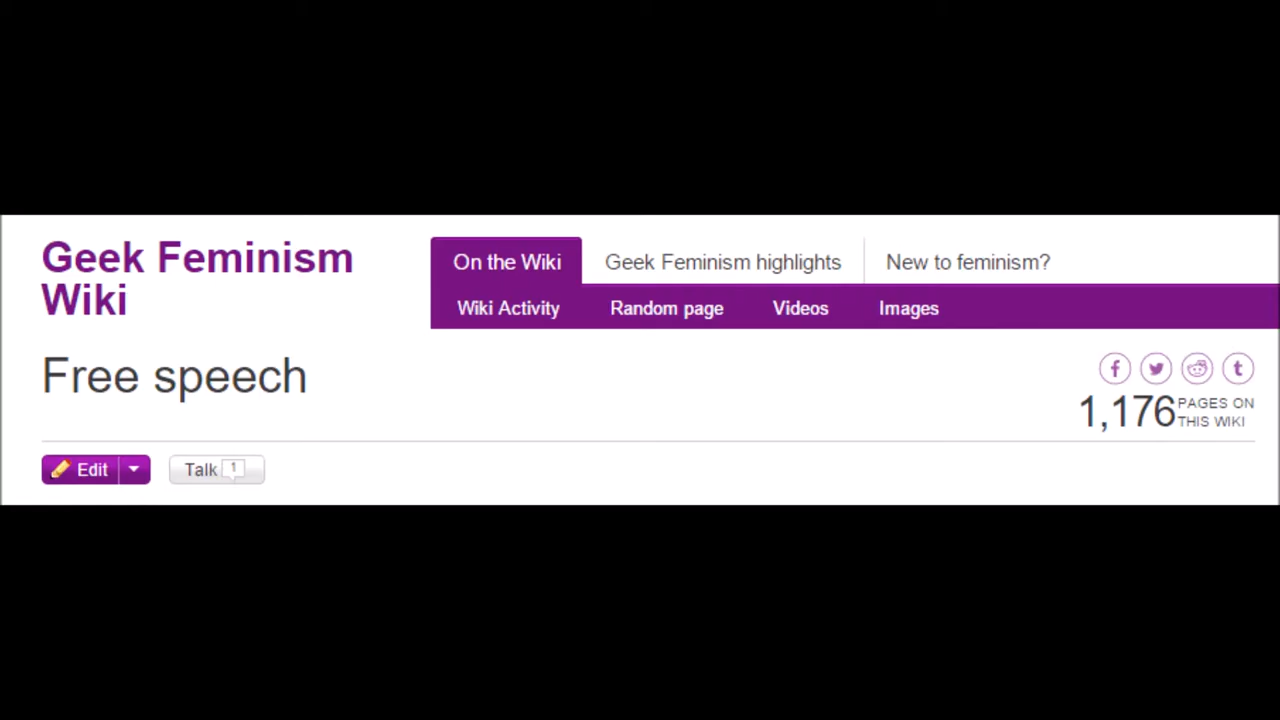 Geek Feminism
Wiki
On the Wiki
Geek Feminism highlights
New to feminism?
Wiki Activity
Random page
Videos
Images
Free speech
1,176 PAGES ON
THIS WIKI
Edit
Talk 1